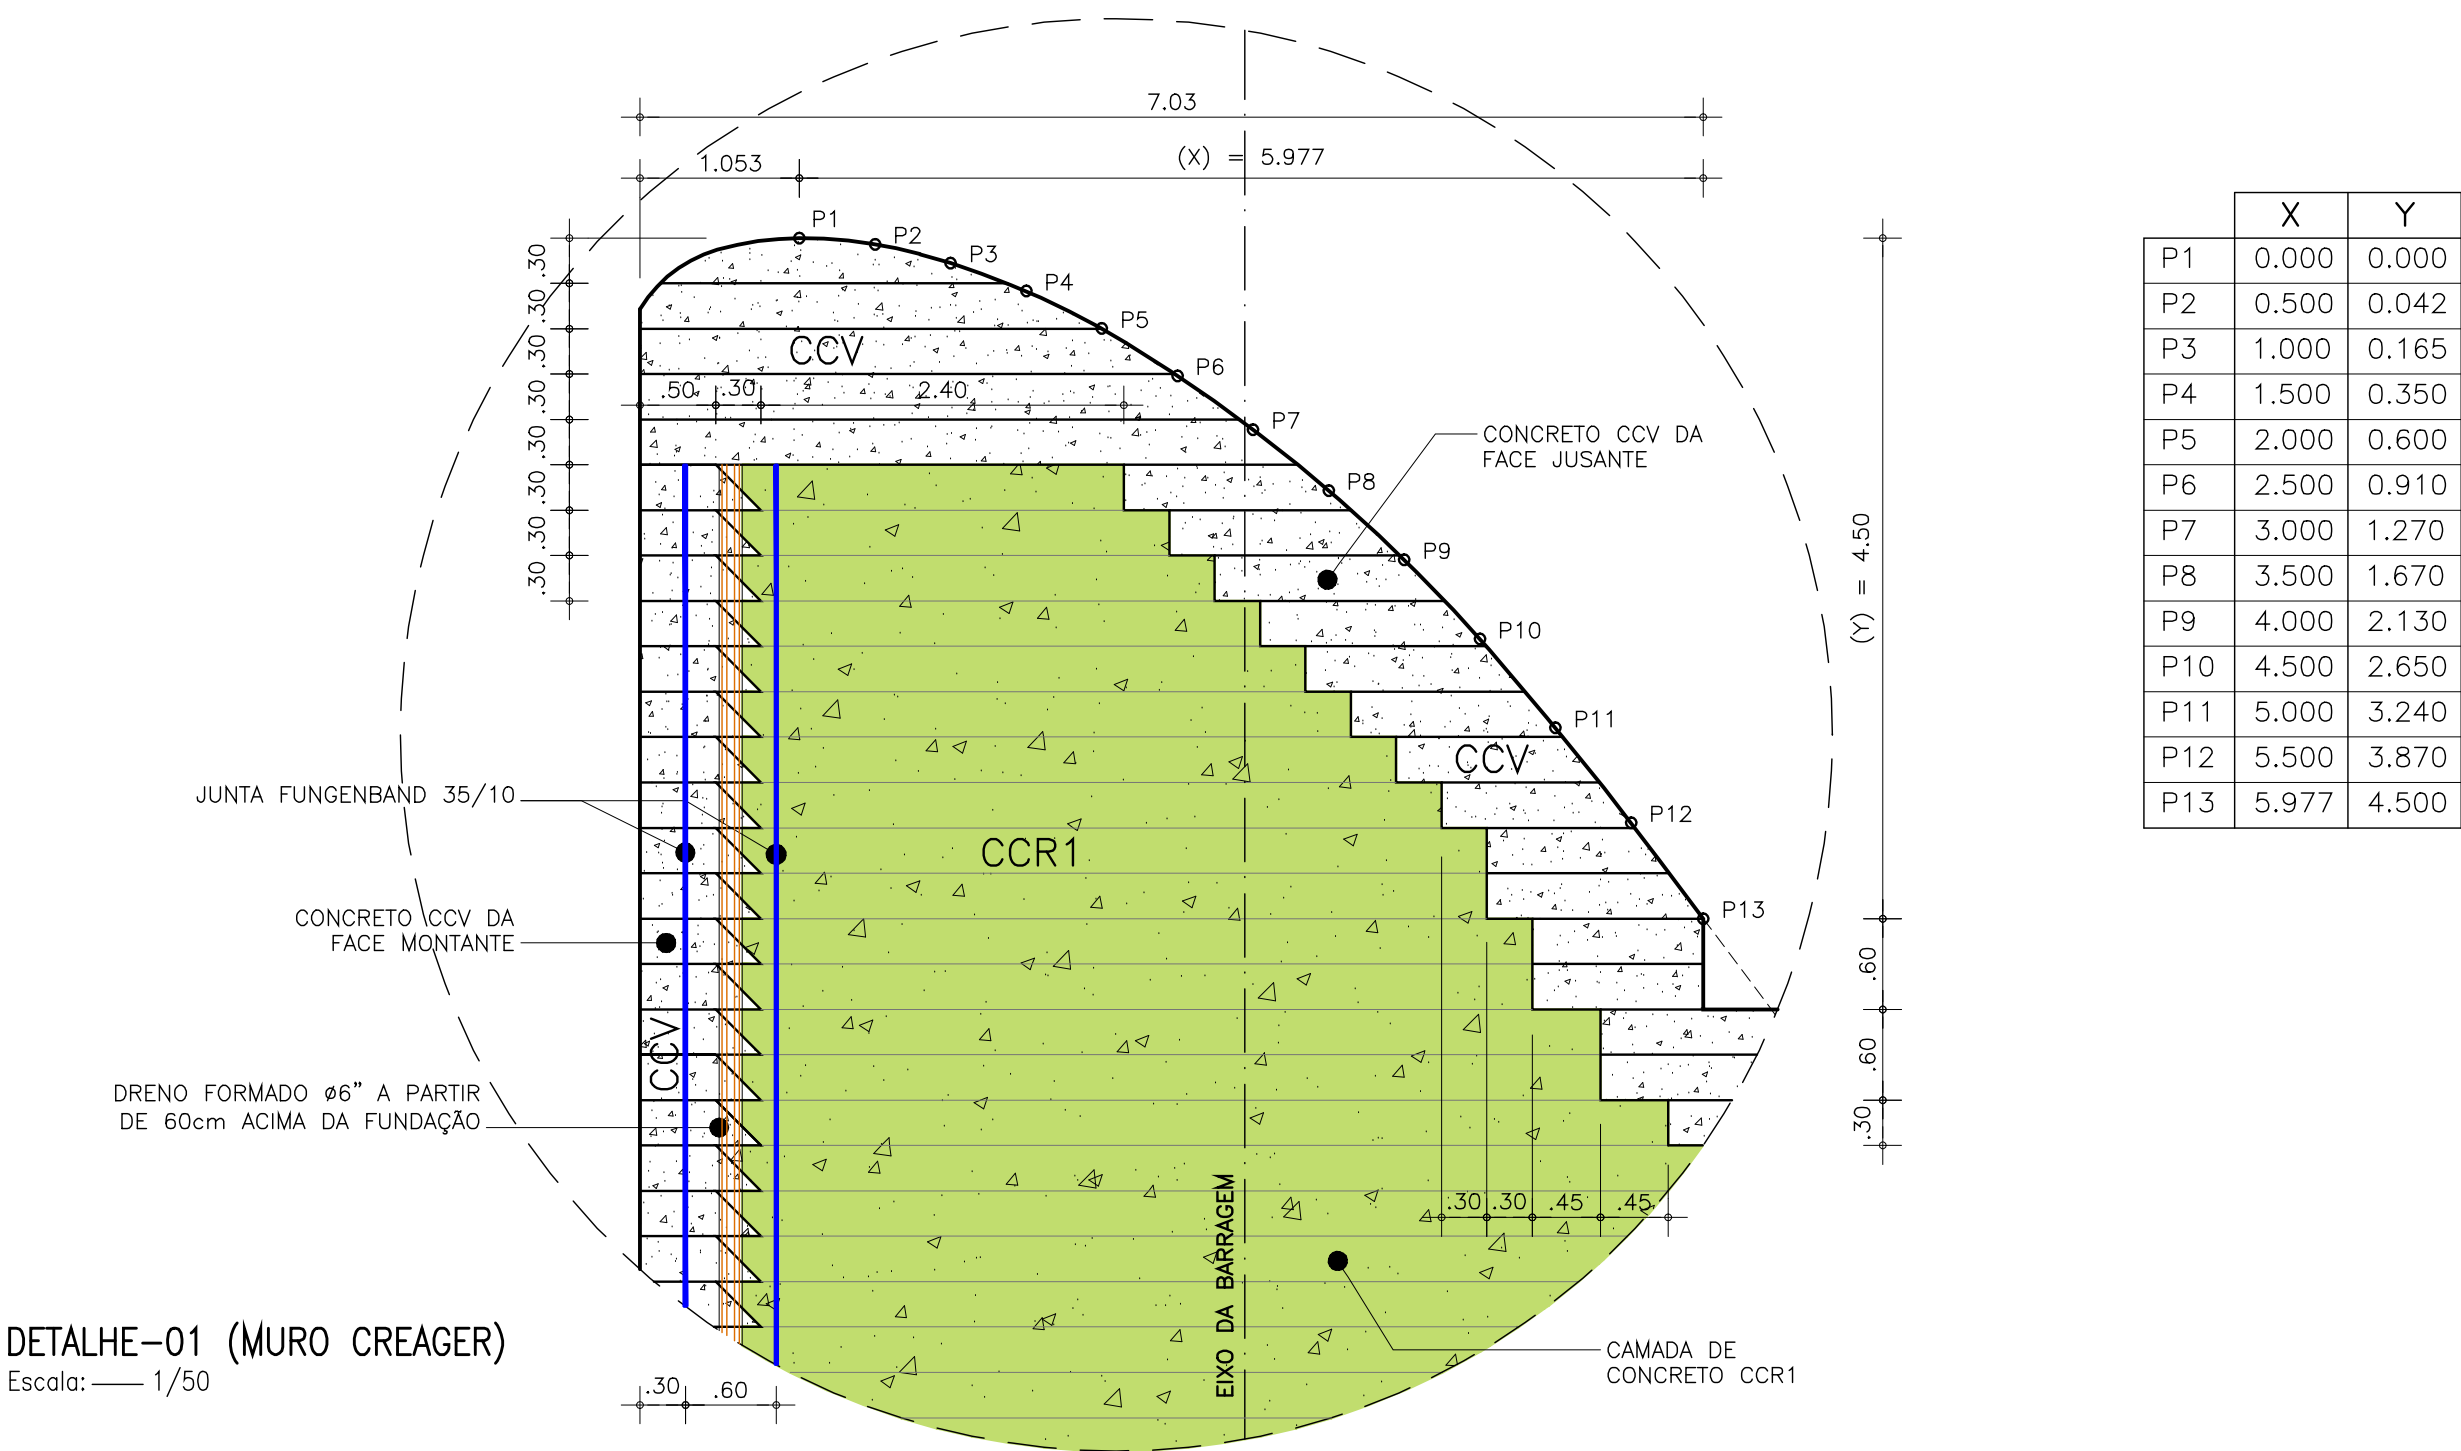 7.03
1.053
(X) = 5.977
P1
P2
P3
P4
P5
P6
P7
P8
P9
P10
P11
P12
P13
.30
.30
.30
.30
.30
.30
.30
.30
CCV
.50
.30
2.40
CONCRETO CCV DA
FACE JUSANTE
(Y) = 4.50
CCV
JUNTA FUNGENBAND 35/10
CCR1
CONCRETO CCV DA
FACE MONTANTE
CCV
DRENO FORMADO ø6” A PARTIR
DE 60cm ACIMA DA FUNDAÇÃO
.60
.60
.30
.30
.30
.45
.45
EIXO DA BARRAGEM
CAMADA DE
CONCRETO CCR1
.30
.60
DETALHE-01 (MURO CREAGER)
Escala: 1/50
X Y
P1 0.000 0.000
P2 0.500 0.042
P3 1.000 0.165
P4 1.500 0.350
P5 2.000 0.600
P6 2.500 0.910
P7 3.000 1.270
P8 3.500 1.670
P9 4.000 2.130
P10 4.500 2.650
P11 5.000 3.240
P12 5.500 3.870
P13 5.977 4.500